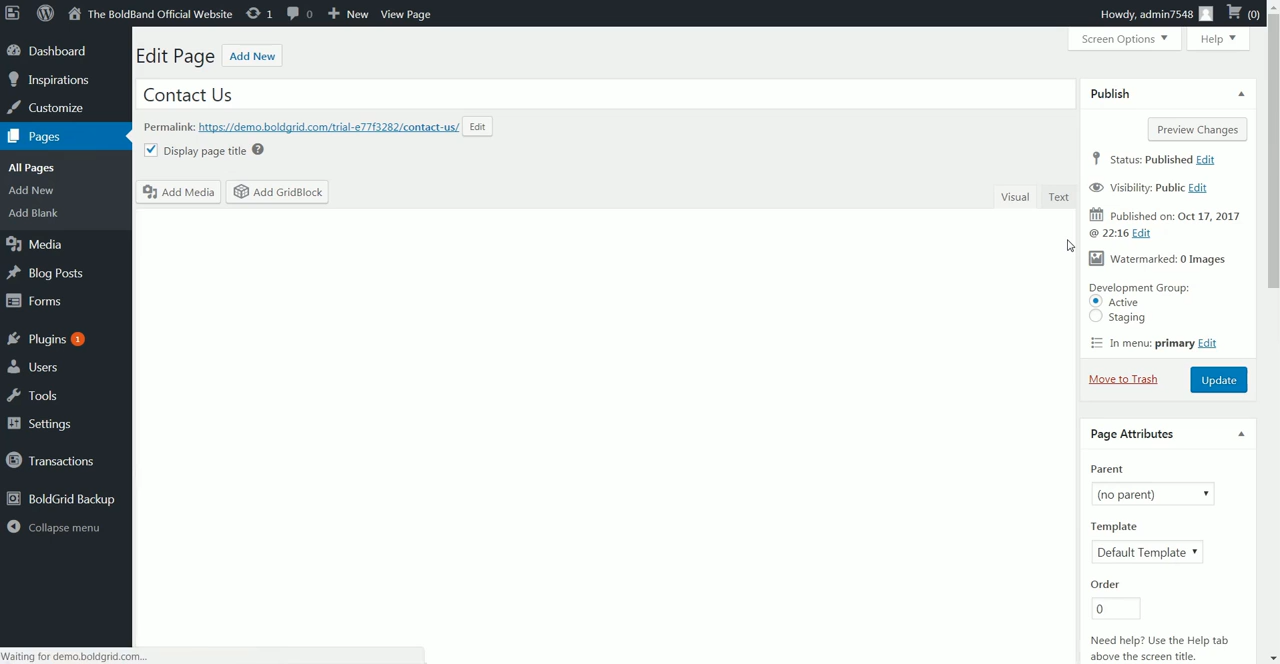 The BoldBand Official Website 1 0 New View Page Howdy, admin7548 (0)
Screen Options Help
Dashboard
Inspirations
Customize
Pages
All Pages
Add New
Add Blank
Media
Blog Posts
Forms
Plugins 1
Users
Tools
Settings
Transactions
BoldGrid Backup
Collapse menu
Edit Page Add New
Contact Us
Permalink: https://demo.boldgrid.com/trial-e77f3282/contact-us/ Edit
Display page title ?
Add Media Add GridBlock
Visual Text
Publish
Preview Changes
Status: Published Edit
Visibility: Public Edit
Published on: Oct 17, 2017
@ 22:16 Edit
Watermarked: 0 Images
Development Group:
Active
Staging
In menu: primary Edit
Move to Trash Update
Page Attributes
Parent
(no parent)
Template
Default Template
Order
0
Need help? Use the Help tab
above the screen title.
Waiting for demo.boldgrid.com...